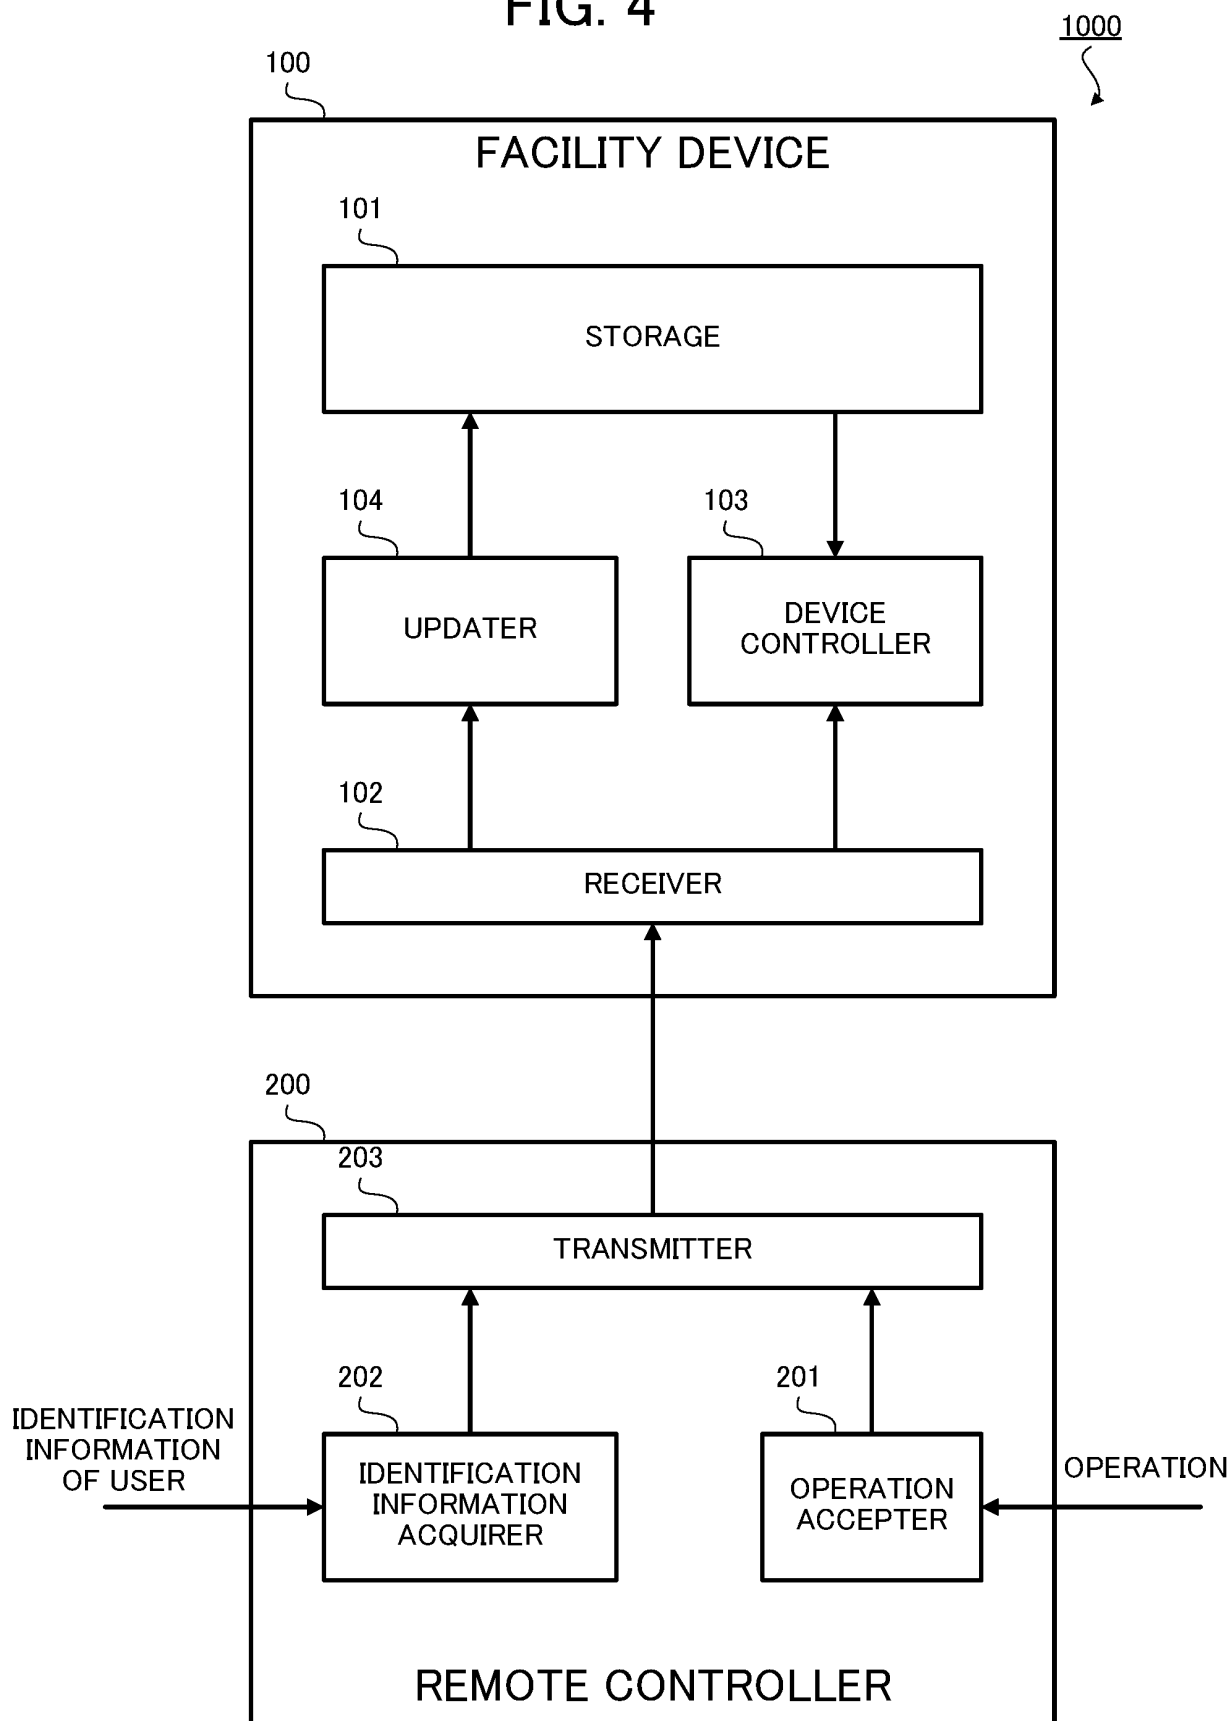 FIG. 4
1000
100
FACILITY DEVICE
101
STORAGE
104
103
UPDATER
DEVICE
CONTROLLER
102
RECEIVER
200
203
TRANSMITTER
202
201
IDENTIFICATION
INFORMATION
OF USER
IDENTIFICATION
INFORMATION
ACQUIRER
OPERATION
ACCEPTER
OPERATION
REMOTE CONTROLLER